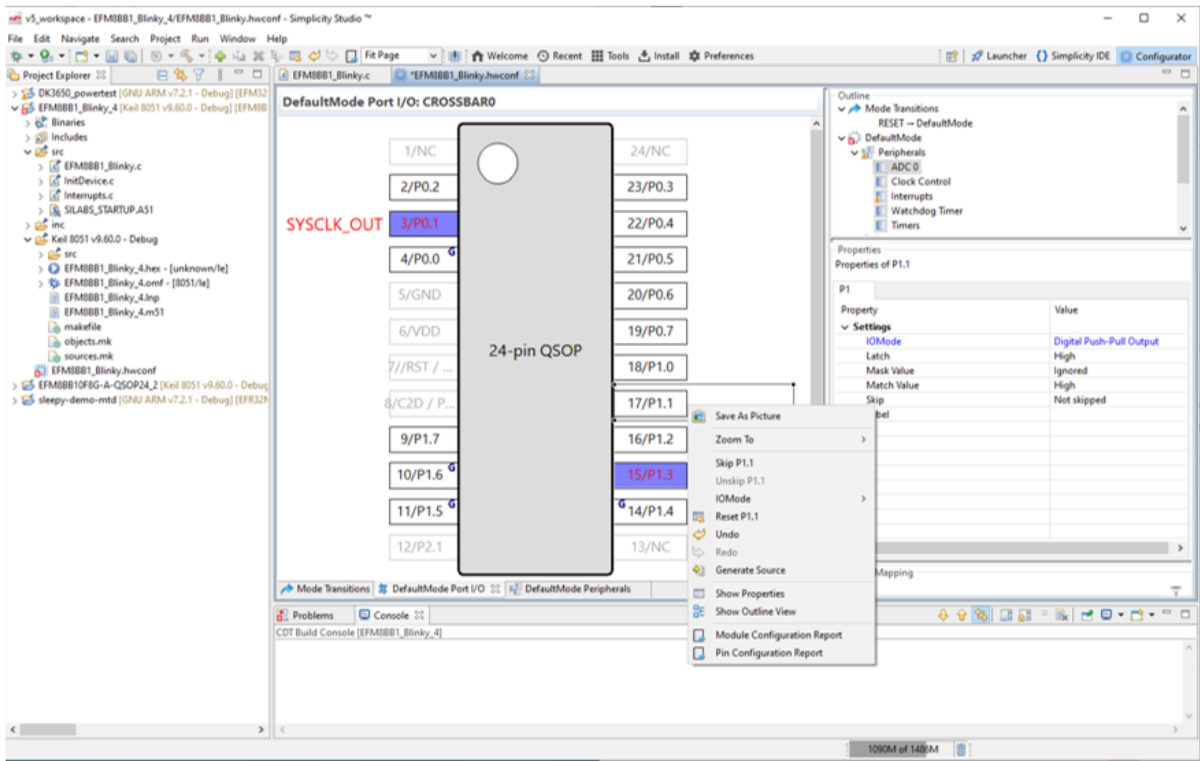 v5_workspace - EFM8BB1_Blinky_4/EFM8BB1_Blinky.hwconf - Simplicity Studio ™
File Edit Navigate Search Project Run Window Help
Fit Page Welcome Recent Tools Install Preferences Launcher {} Simplicity IDE Configurator
Project Explorer
DK3650_powertest [GNU ARM v7.2.1 - Debug] [EFM32
EFM8BB1_Blinky_4 [Keil 8051 v9.60.0 - Debug] [EFM8B
Binaries
Includes
src
EFM8BB1_Blinky.c
InitDevice.c
Interrupts.c
SILABS_STARTUP.A51
inc
Keil 8051 v9.60.0 - Debug
src
EFM8BB1_Blinky_4.hex - [unknown/le]
EFM8BB1_Blinky_4.omf - [8051/le]
EFM8BB1_Blinky_4.lnp
EFM8BB1_Blinky_4.m51
makefile
objects.mk
sources.mk
EFM8BB1_Blinky.hwconf
EFM8BB10F8G-A-QSOP24_2 [Keil 8051 v9.60.0 - Debug
sleepy-demo-mtd [GNU ARM v7.2.1 - Debug] [EFR32M
EFM8BB1_Blinky.c *EFM8BB1_Blinky.hwconf
DefaultMode Port I/O: CROSSBAR0
1/NC 24/NC
2/P0.2 23/P0.3
SYSCLK_OUT 3/P0.1 22/P0.4
4/P0.0 G 21/P0.5
5/GND 20/P0.6
6/VDD 19/P0.7
24-pin QSOP
7//RST / ... 18/P1.0
8/C2D / P... 17/P1.1
9/P1.7 16/P1.2
10/P1.6 G 15/P1.3
11/P1.5 G G 14/P1.4
12/P2.1 13/NC
Mode Transitions DefaultMode Port I/O DefaultMode Peripherals
Outline
Mode Transitions
RESET → DefaultMode
DefaultMode
Peripherals
ADC 0
Clock Control
Interrupts
Watchdog Timer
Timers
Properties
Properties of P1.1
P1
Property Value
Settings
IOMode Digital Push-Pull Output
Latch High
Mask Value Ignored
Match Value High
Skip Not skipped
bel
Mapping
Save As Picture
Zoom To
Skip P1.1
Unskip P1.1
IOMode
Reset P1.1
Undo
Redo
Generate Source
Show Properties
Show Outline View
Module Configuration Report
Pin Configuration Report
Problems Console
CDT Build Console [EFM8BB1_Blinky_4]
1090M of 1486M